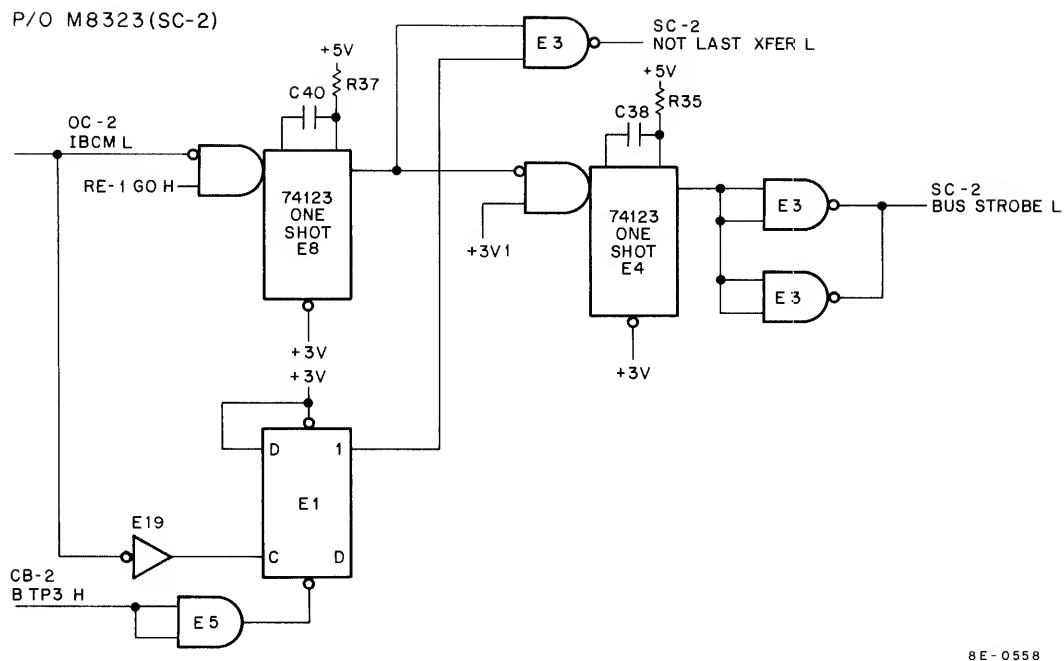 P/O M8323(SC-2)
+5V
R37
C40
E3
SC-2
NOT LAST XFER L
+5V
R35
C38
OC-2
IBCM L
RE-1 GO H
74123
ONE
SHOT
E8
+3V1
74123
ONE
SHOT
E4
E3
SC-2
BUS STROBE L
E3
+3V
+3V
+3V
D
1
E1
E19
C
D
CB-2
B TP3 H
E5
8E-0558